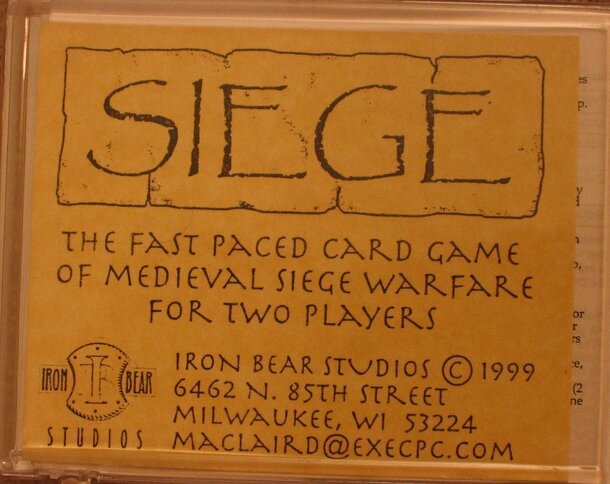 SIEGE
THE FAST PACED CARD GAME
OF MEDIEVAL SIEGE WARFARE
FOR TWO PLAYERS
IRON BEAR
STUDIOS
IRON BEAR STUDIOS © 1999
6462 N. 85TH STREET
MILWAUKEE, WI 53224
MACLAIRD@EXECPC.COM